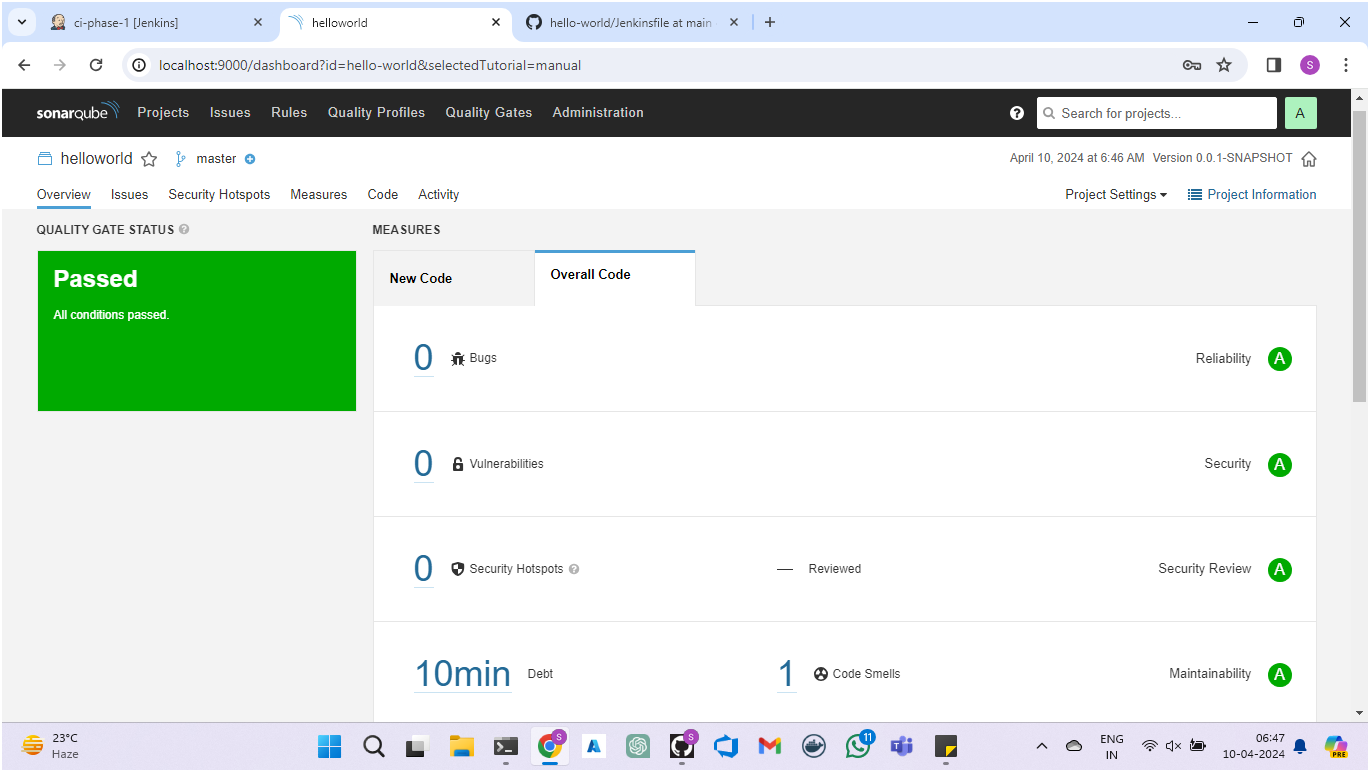 ci-phase-1 [Jenkins]
helloworld
hello-world/Jenkinsfile at main
localhost:9000/dashboard?id=hello-world&selectedTutorial=manual
S
sonarqube Projects Issues Rules Quality Profiles Quality Gates Administration
? Search for projects... A
helloworld master
April 10, 2024 at 6:46 AM Version 0.0.1-SNAPSHOT
Overview Issues Security Hotspots Measures Code Activity
Project Settings Project Information
QUALITY GATE STATUS ?
MEASURES
Passed
All conditions passed.
New Code
Overall Code
0 Bugs Reliability A
0 Vulnerabilities Security A
0 Security Hotspots ? — Reviewed Security Review A
10min Debt 1 Code Smells Maintainability A
23°C
Haze
S
S
11
PRE
ENG
IN
06:47
10-04-2024